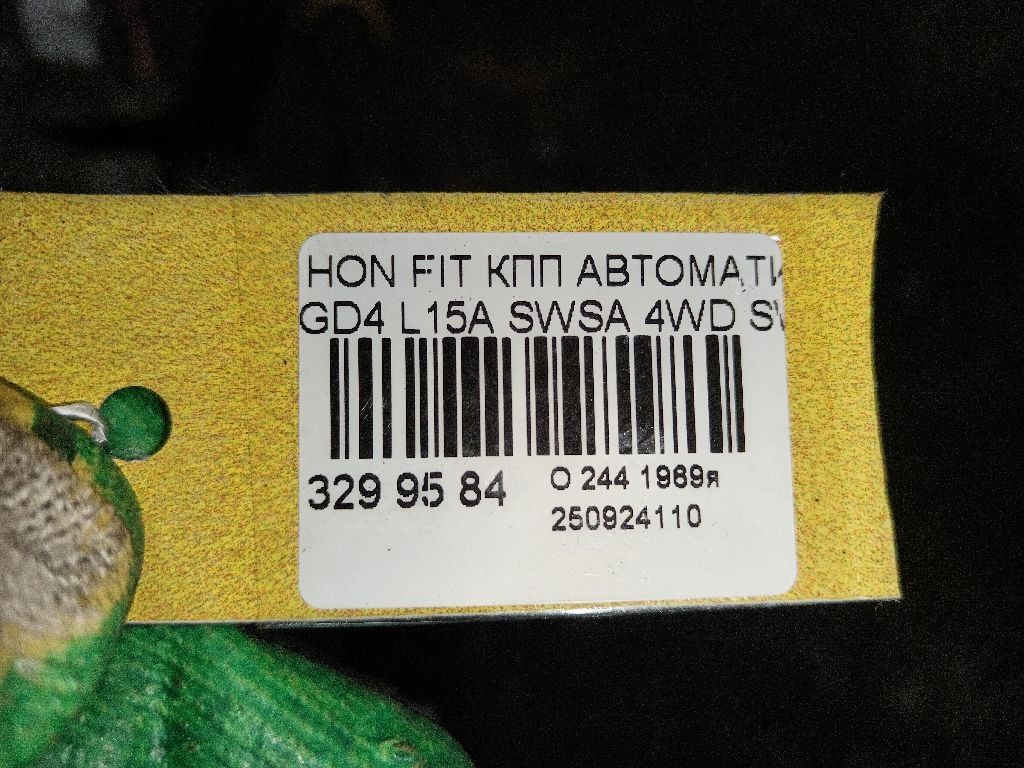 HON FIT КПП АВТОМАТИ
GD4 L15A SWSA 4WD SW
329 95 84
О 244 1989я
250924110